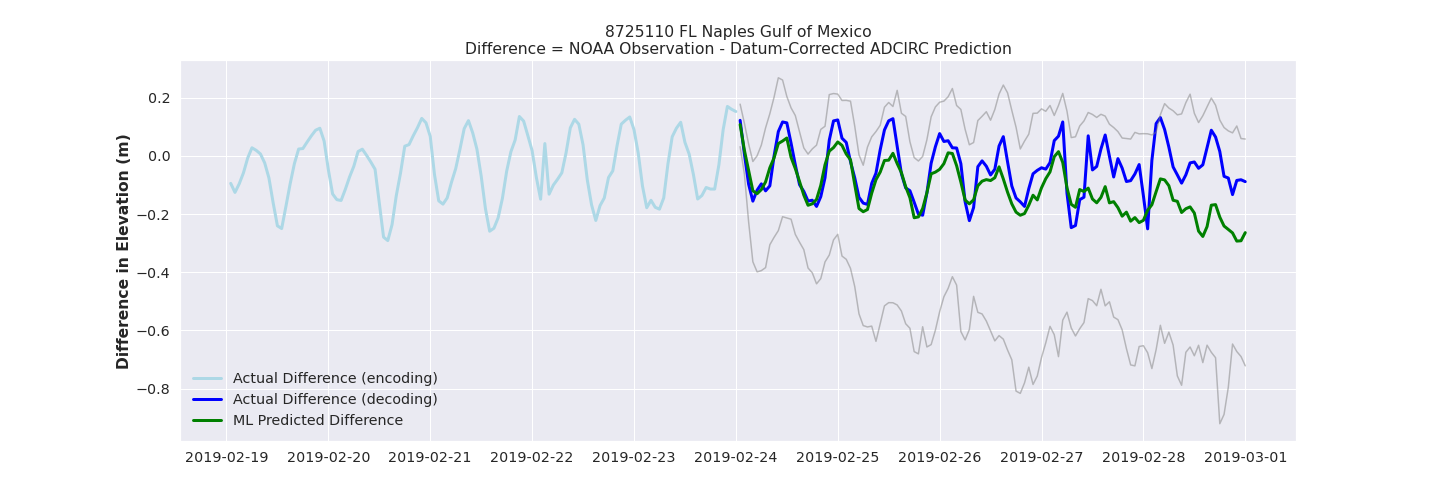 8725110 FL Naples Gulf of Mexico
Difference = NOAA Observation - Datum-Corrected ADCIRC Prediction
Difference in Elevation (m)
0.2
0.0
−0.2
−0.4
−0.6
−0.8
Actual Difference (encoding)
Actual Difference (decoding)
ML Predicted Difference
2019-02-19 2019-02-20 2019-02-21 2019-02-22 2019-02-23 2019-02-24 2019-02-25 2019-02-26 2019-02-27 2019-02-28 2019-03-01